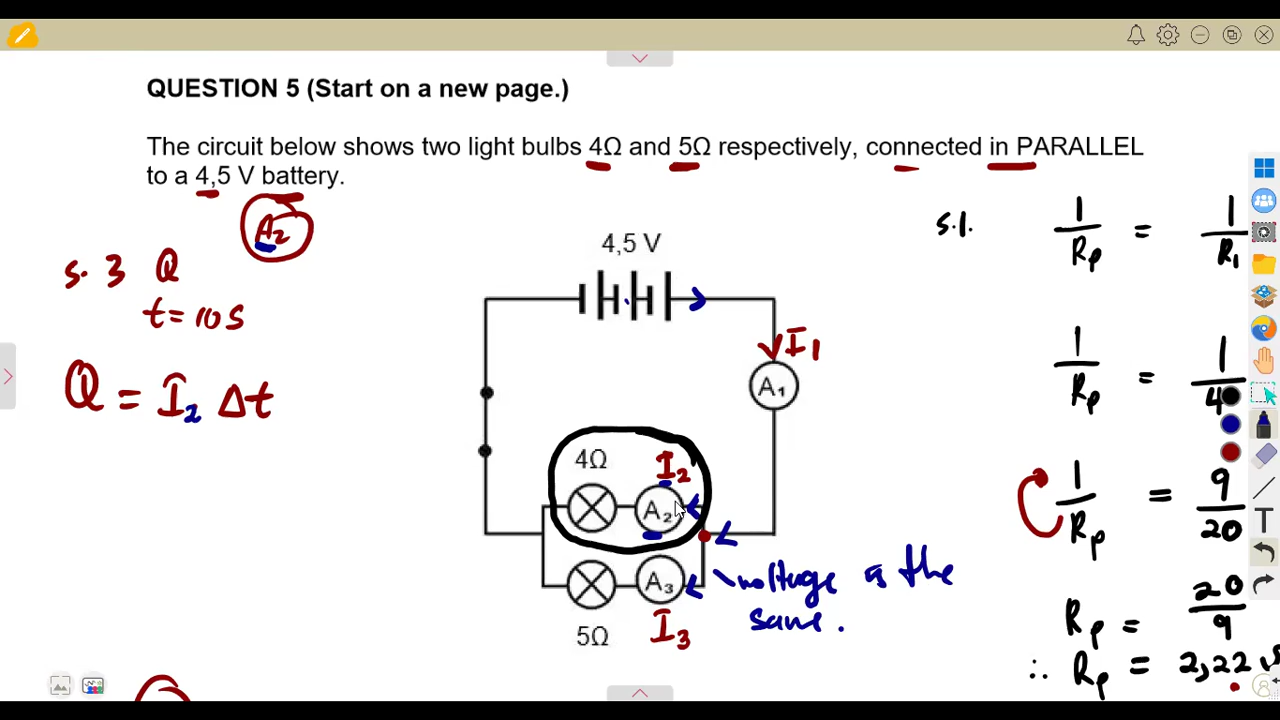 QUESTION 5 (Start on a new page.)
The circuit below shows two light bulbs 4Ω and 5Ω respectively, connected in PARALLEL
to a 4,5 V battery.
A2
s. 3 Q
t = 10 s
Q = I2 Δt
4,5 V
I1
A1
4Ω
I2
A2
A3
5Ω
I3
voltage is the
same.
5.1.
1/Rp = 1/R1
1/Rp = 1/4
1/Rp = 9/20
Rp = 20/9
∴ Rp = 2,22
T